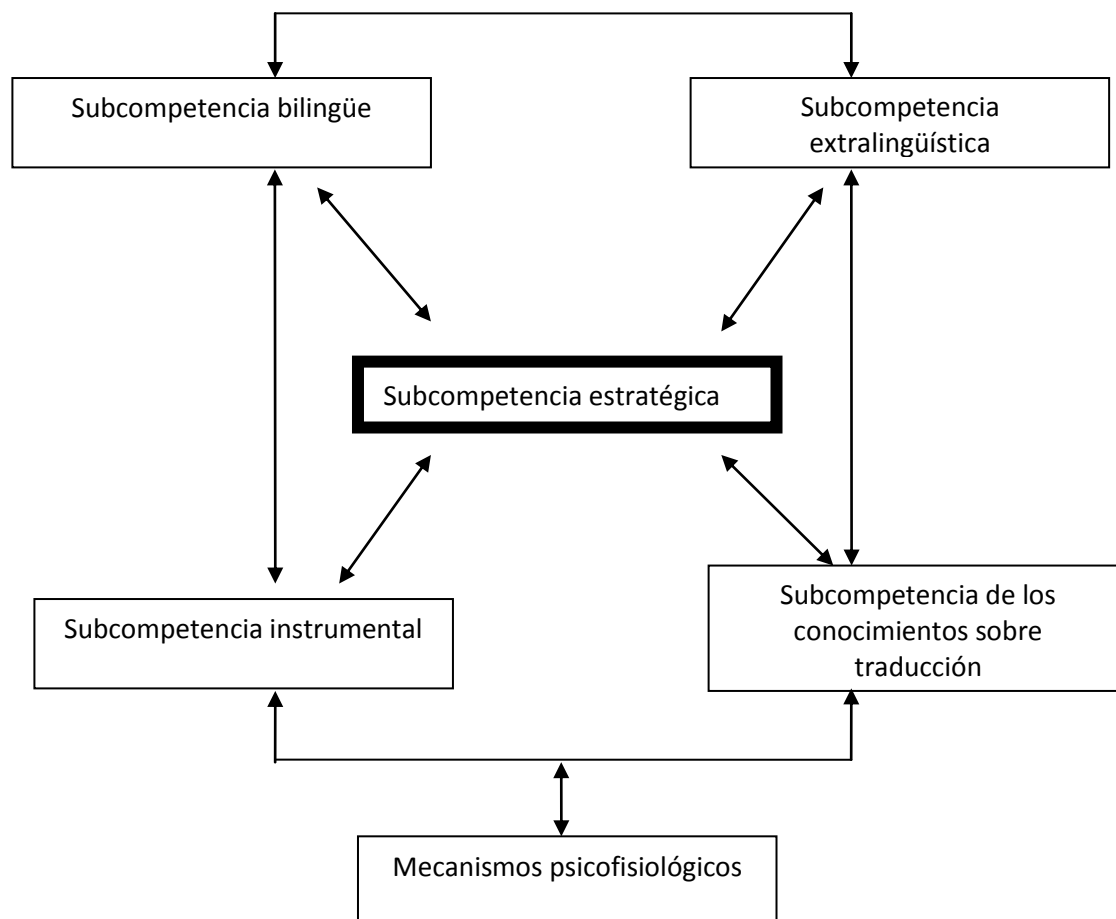 Subcompetencia bilingüe
Subcompetencia
extralingüística
Subcompetencia estratégica
Subcompetencia instrumental
Subcompetencia de los
conocimientos sobre
traducción
Mecanismos psicofisiológicos